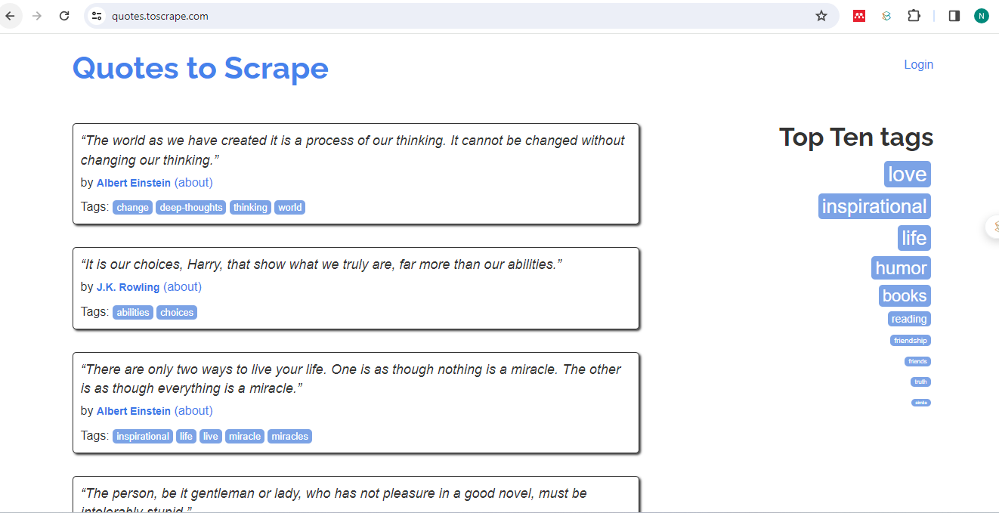 quotes.toscrape.com
N
Quotes to Scrape
Login
“The world as we have created it is a process of our thinking. It cannot be changed without
changing our thinking.”
by Albert Einstein (about)
Tags: change deep-thoughts thinking world
“It is our choices, Harry, that show what we truly are, far more than our abilities.”
by J.K. Rowling (about)
Tags: abilities choices
“There are only two ways to live your life. One is as though nothing is a miracle. The other
is as though everything is a miracle.”
by Albert Einstein (about)
Tags: inspirational life live miracle miracles
“The person, be it gentleman or lady, who has not pleasure in a good novel, must be
intolerably stupid.”
Top Ten tags
love
inspirational
life
humor
books
reading
friendship
friends
truth
simile